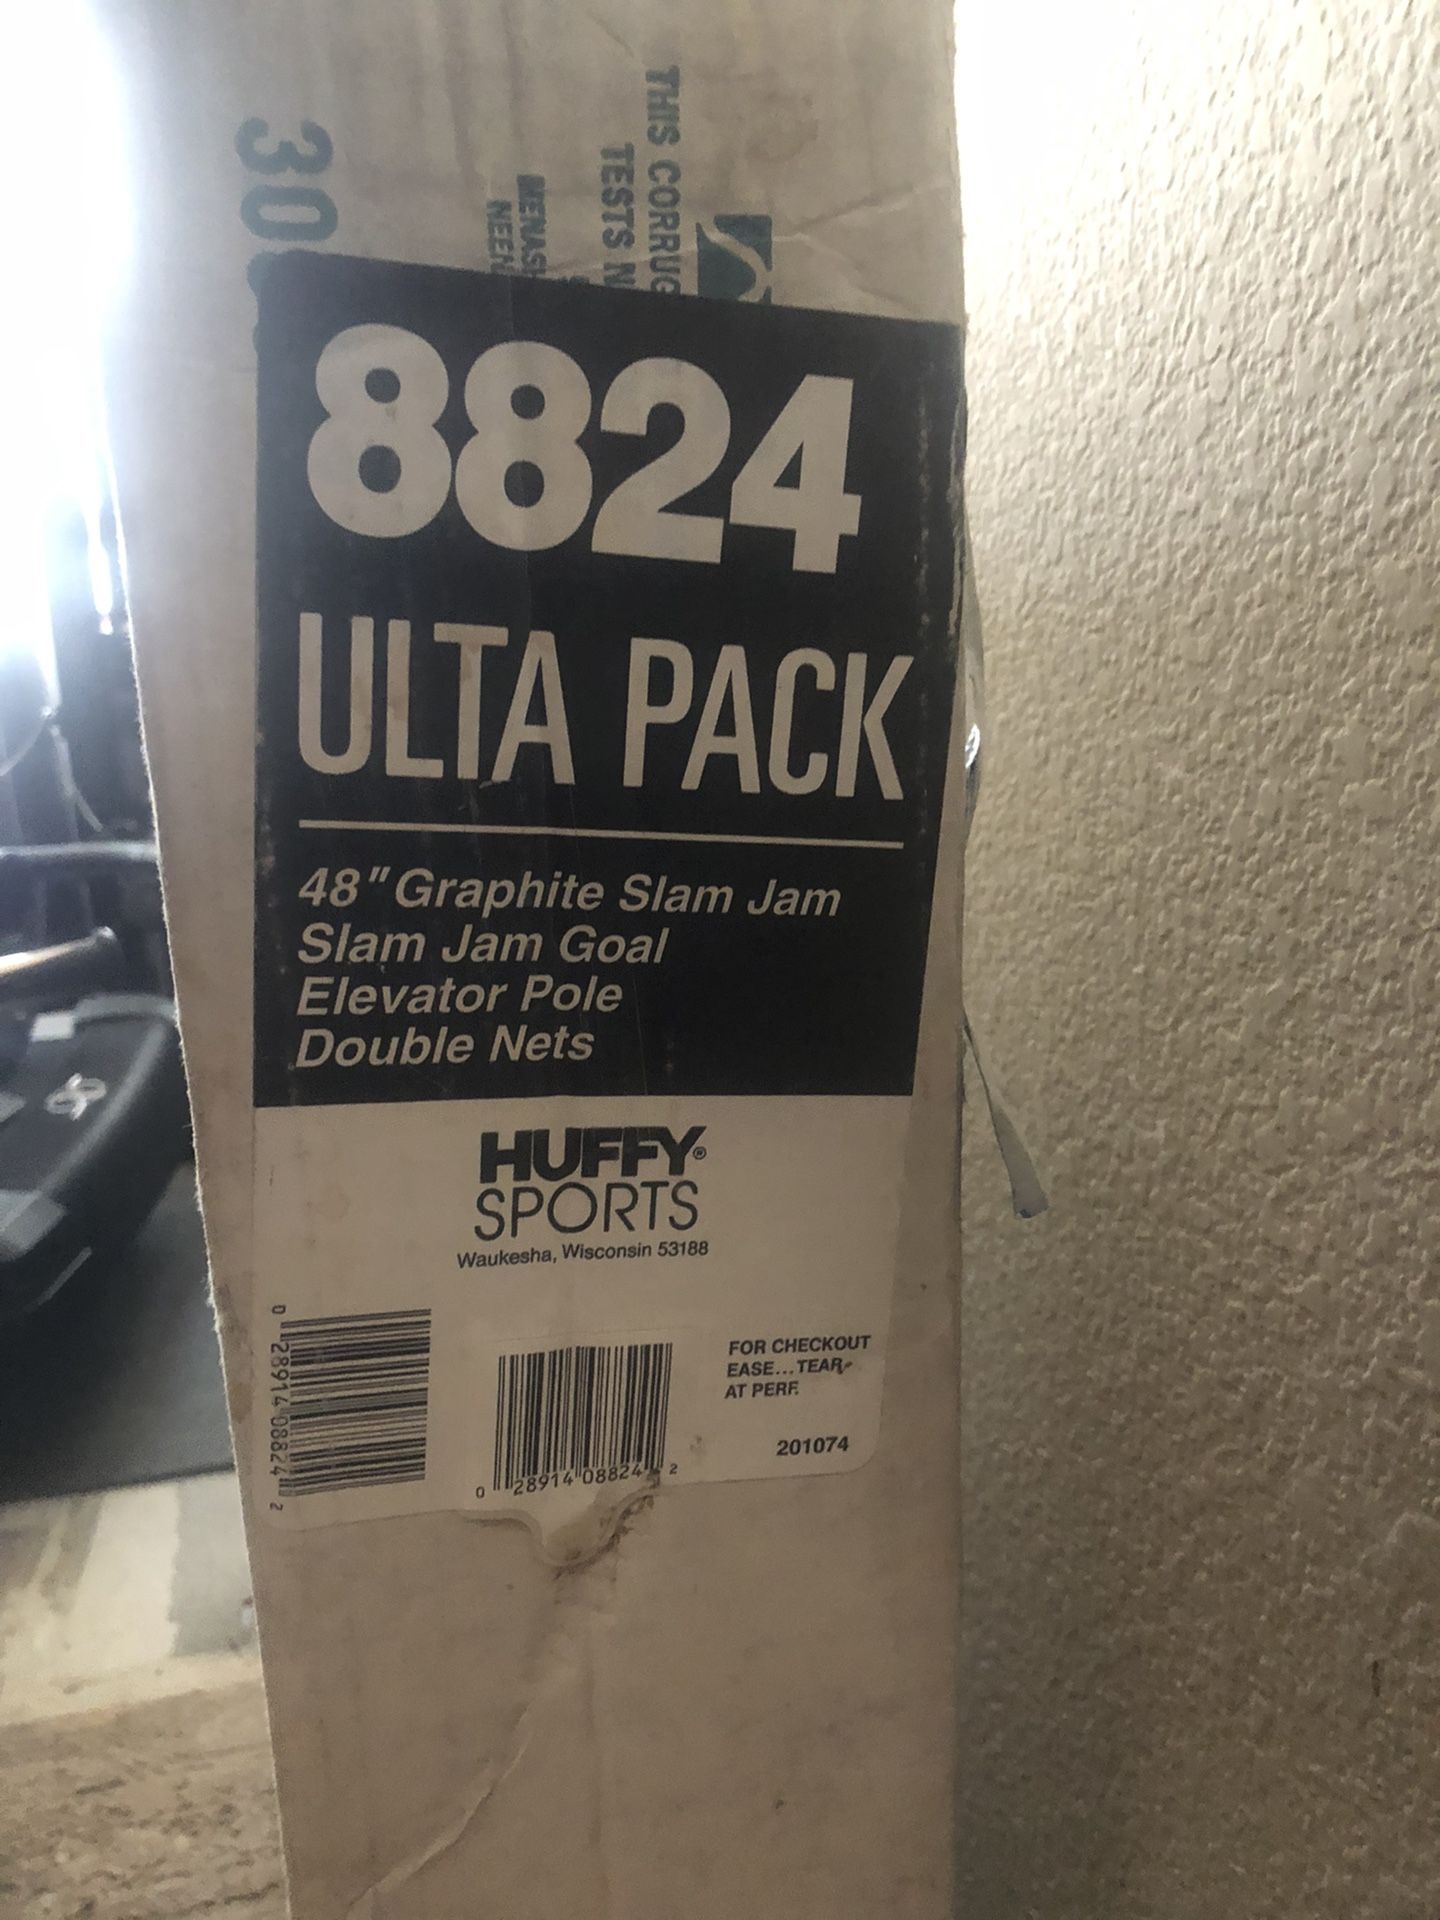 30
THIS CORRUG
TESTS
MENASH
NEEN
8824
ULTA PACK
48" Graphite Slam Jam
Slam Jam Goal
Elevator Pole
Double Nets
HUFFY®
SPORTS
Waukesha, Wisconsin 53188
0 28914 08824 2
0 28914 08824 2
FOR CHECKOUT
EASE...TEAR
AT PERF.
201074